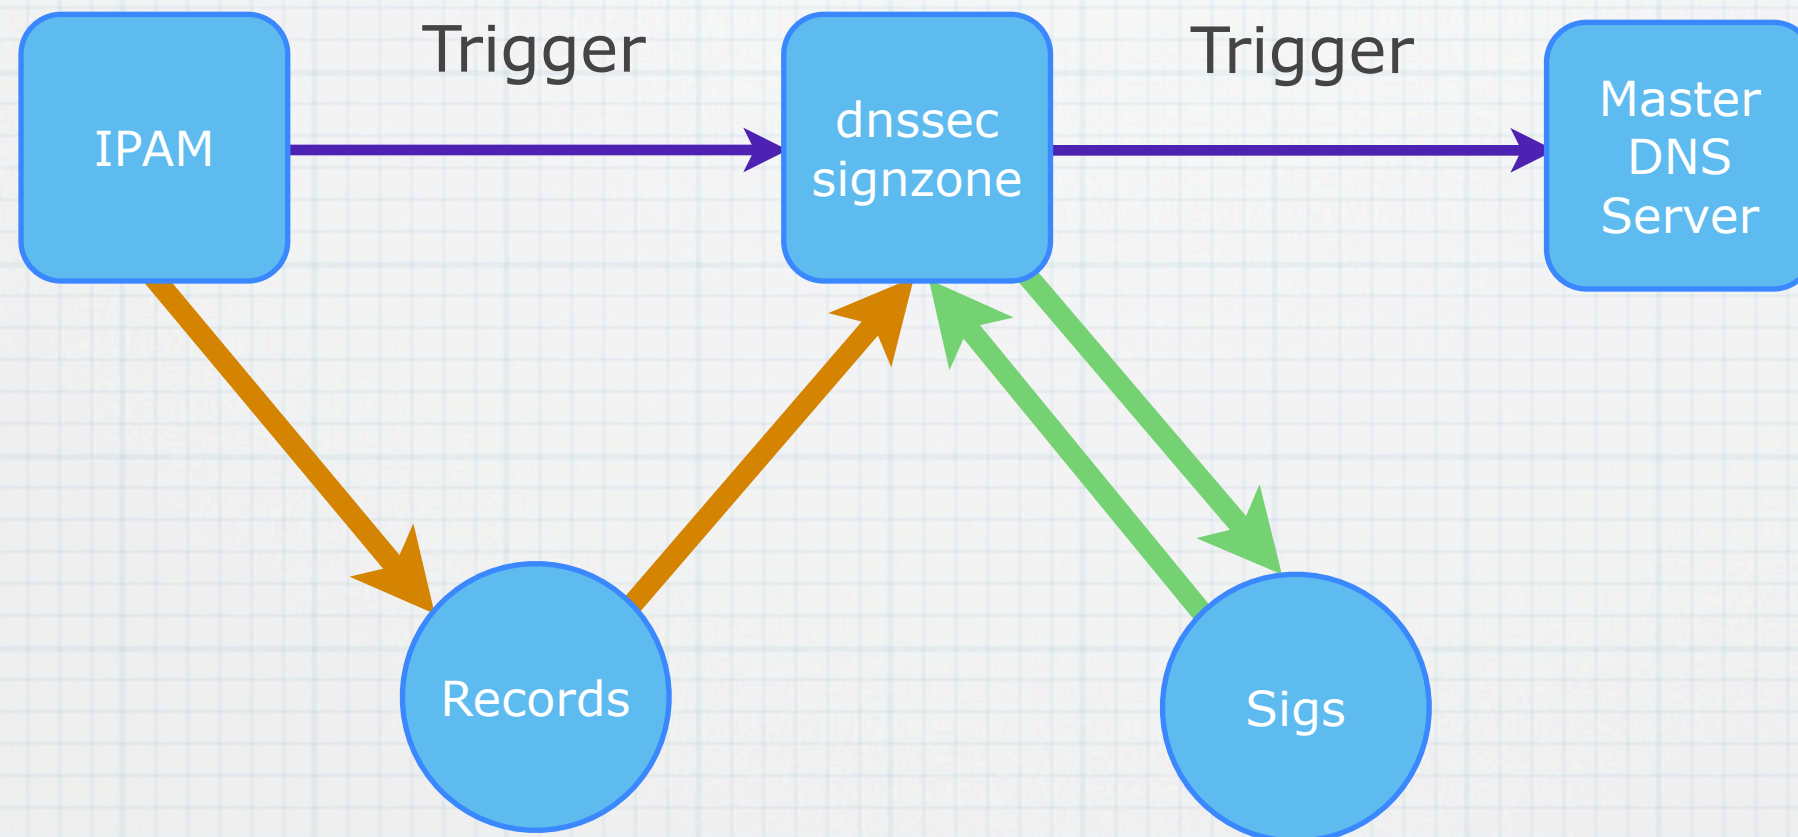 IPAM
Trigger
dnssec
signzone
Trigger
Master
DNS
Server
Records
Sigs